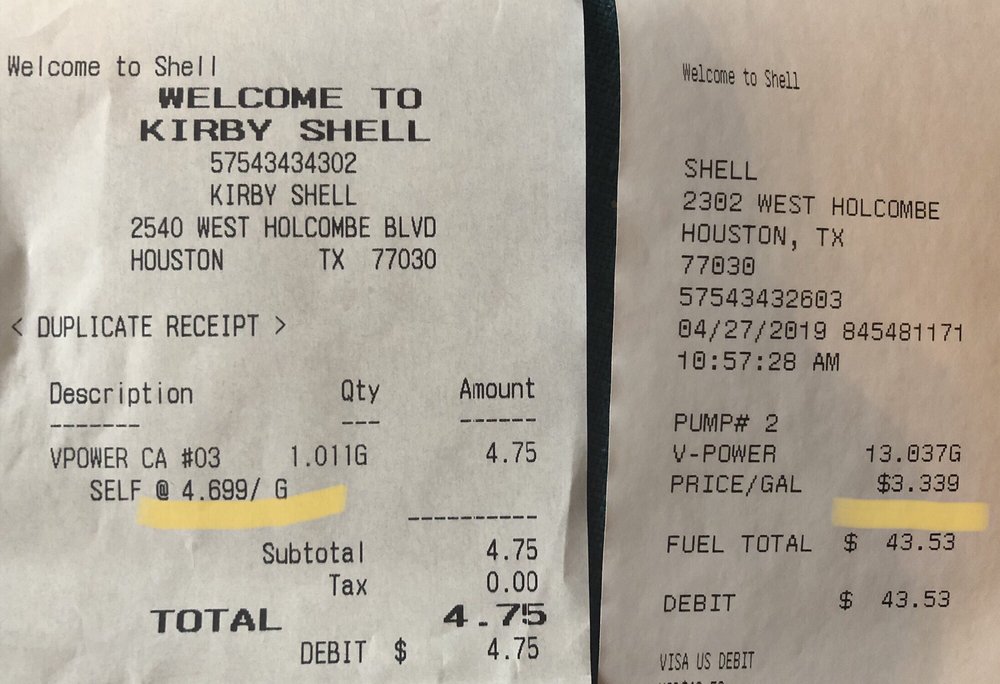 Welcome to Shell
WELCOME TO
KIRBY SHELL
57543434302
KIRBY SHELL
2540 WEST HOLCOMBE BLVD
HOUSTON TX 77030
< DUPLICATE RECEIPT >
Description Qty Amount
------- --- ------
VPOWER CA #03 1.011G 4.75
SELF @ 4.699/ G
----------
Subtotal 4.75
Tax 0.00
TOTAL 4.75
DEBIT $ 4.75
Welcome to Shell
SHELL
2302 WEST HOLCOMBE
HOUSTON, TX
77030
57543432603
04/27/2019 845481171
10:57:28 AM
PUMP# 2
V-POWER 13.037G
PRICE/GAL $3.339
FUEL TOTAL $ 43.53
DEBIT $ 43.53
VISA US DEBIT